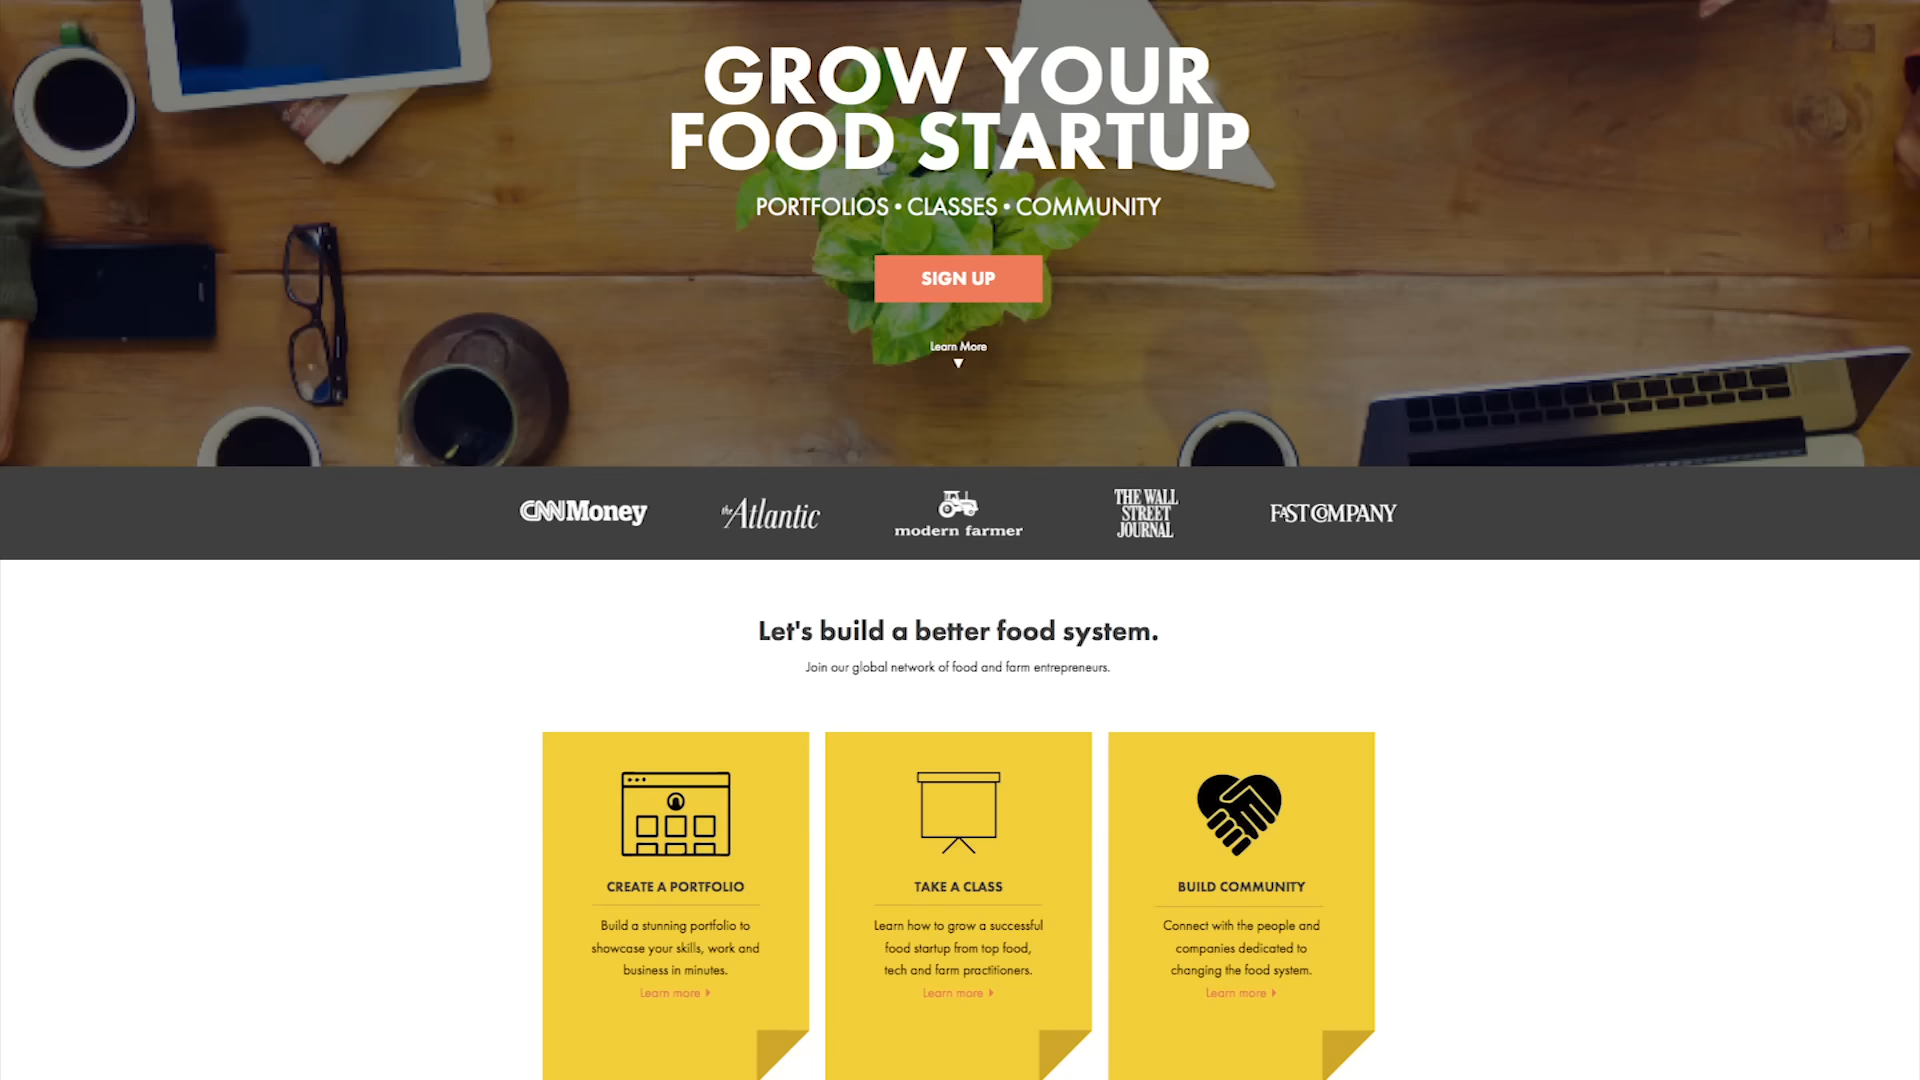 GROW YOUR
FOOD STARTUP
PORTFOLIOS • CLASSES • COMMUNITY
SIGN UP
Learn More
CNNMoney
the Atlantic
modern farmer
THE WALL
STREET
JOURNAL
FAST COMPANY
Let's build a better food system.
Join our global network of food and farm entrepreneurs.
CREATE A PORTFOLIO
Build a stunning portfolio to
showcase your skills, work and
business in minutes.
Learn more
TAKE A CLASS
Learn how to grow a successful
food startup from top food,
tech and farm practitioners.
Learn more
BUILD COMMUNITY
Connect with the people and
companies dedicated to
changing the food system.
Learn more